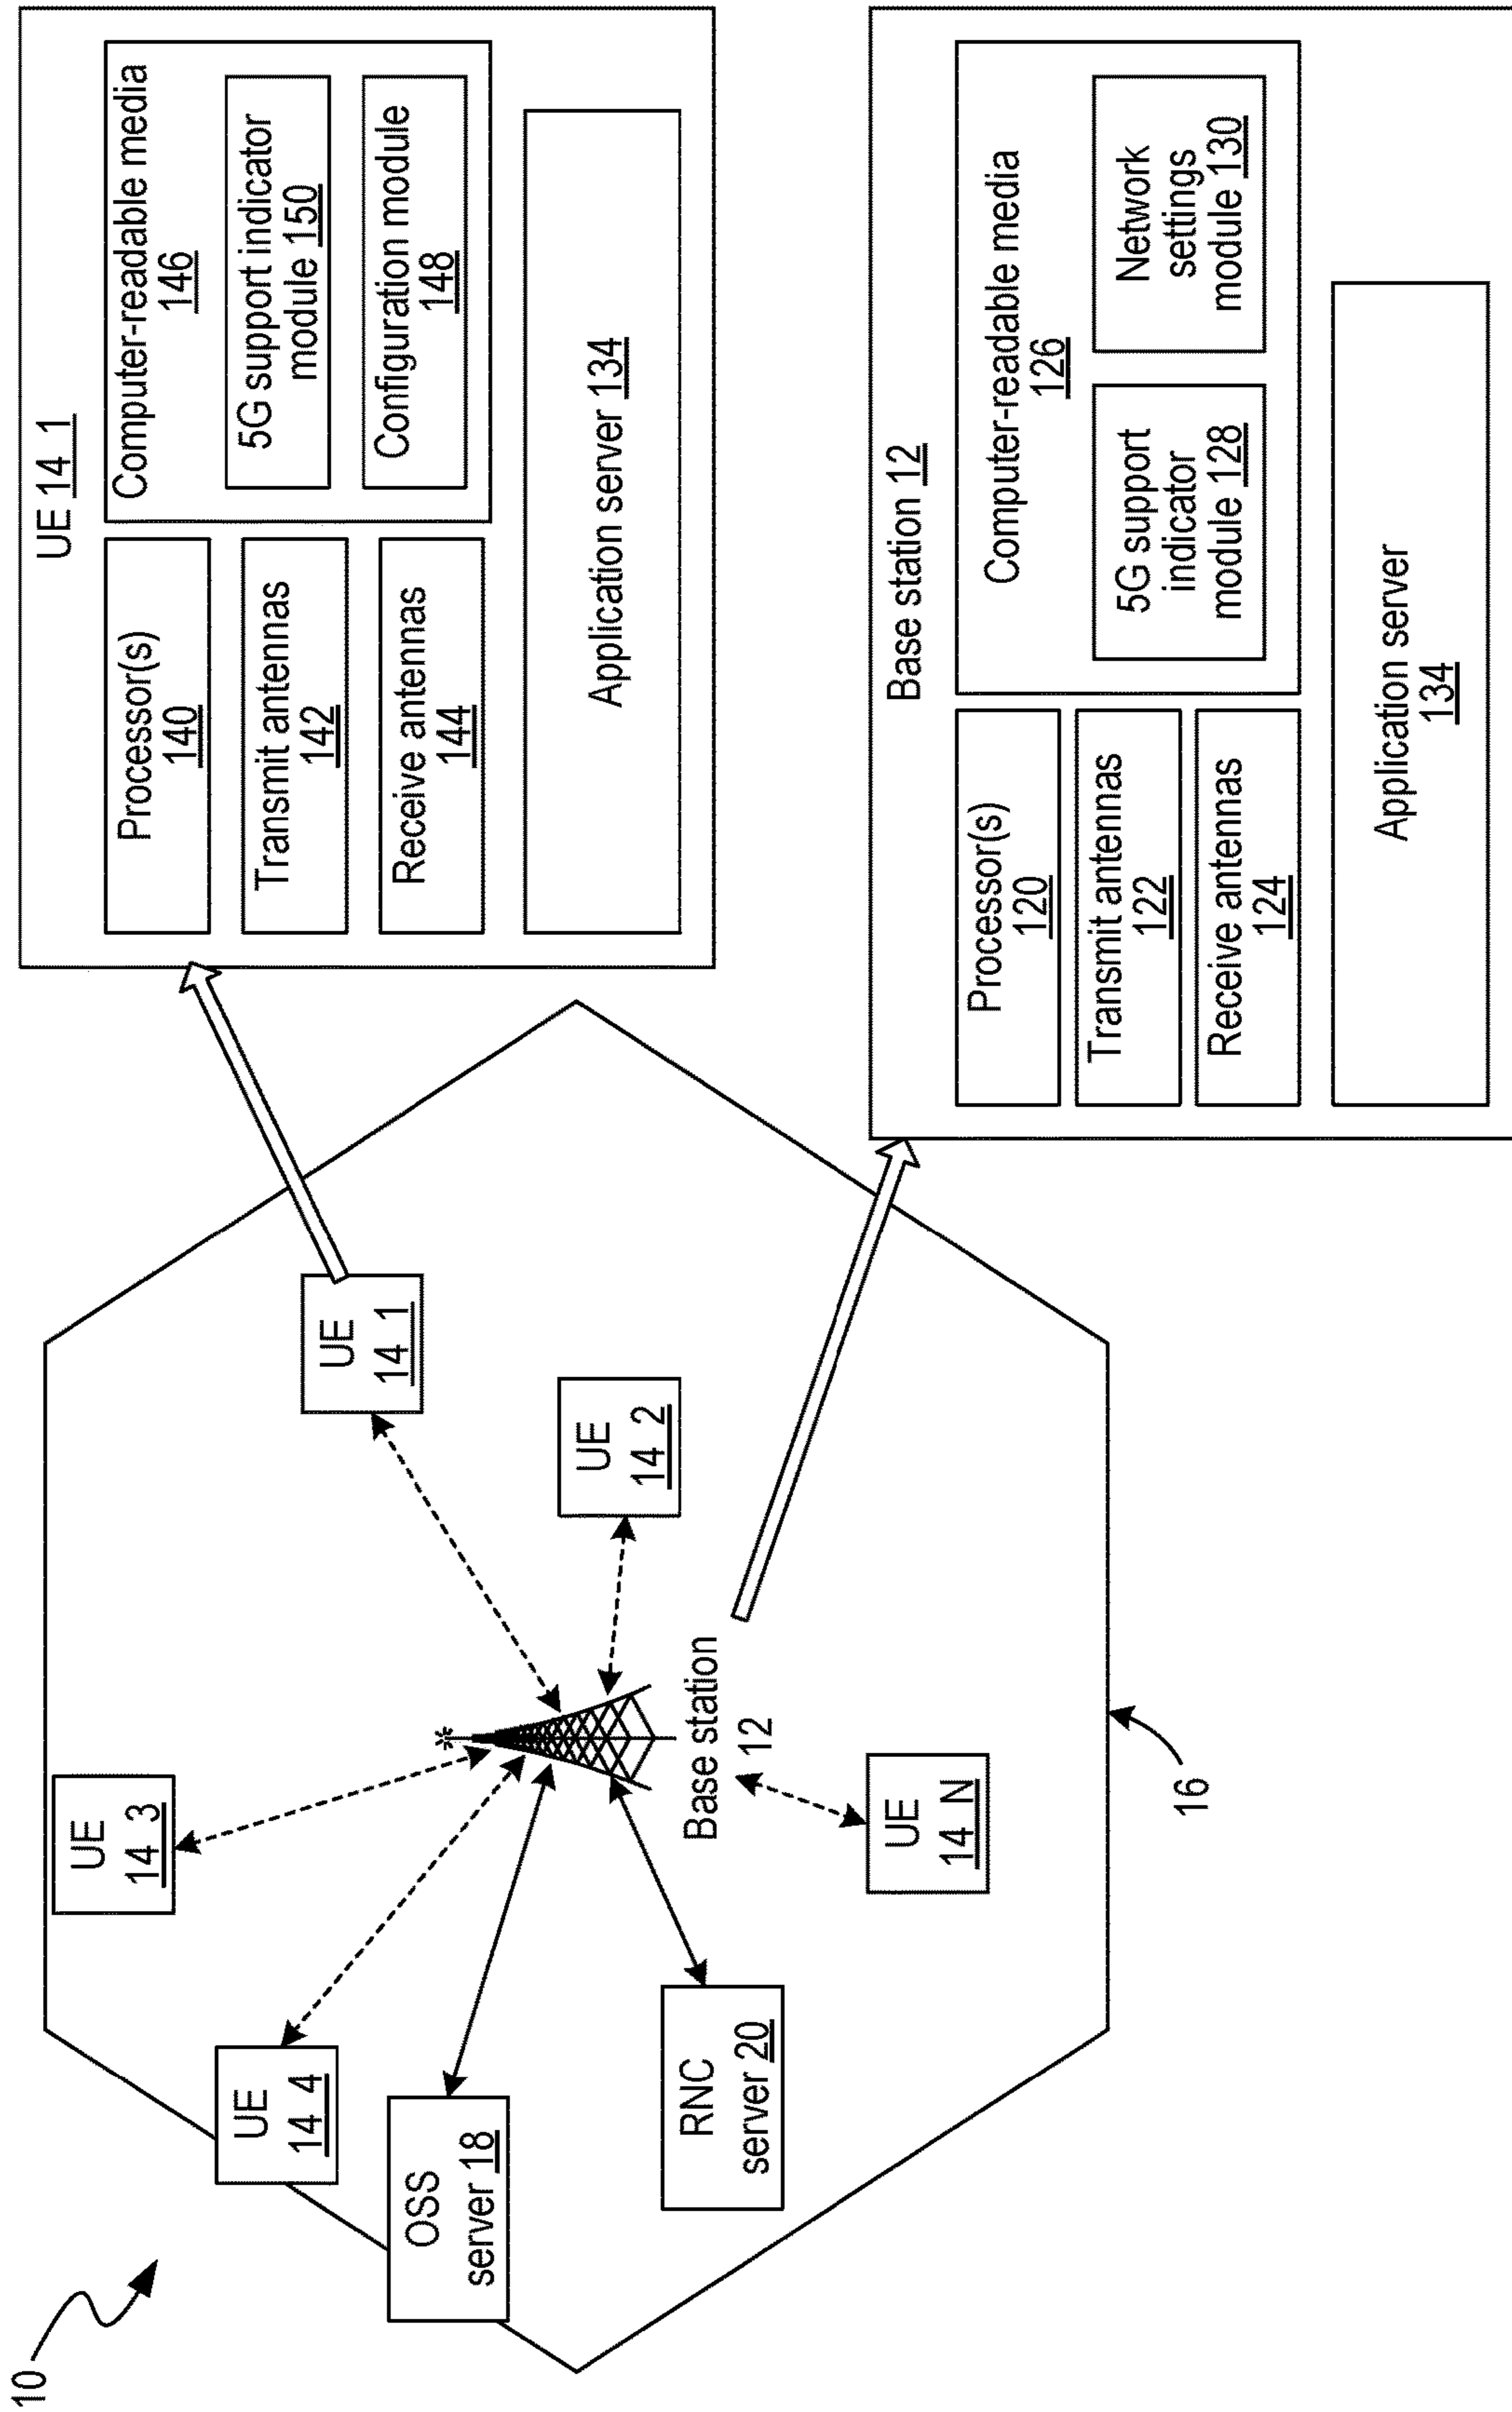 10
UE
14_4
UE
14_3
OSS
server 18
RNC
server 20
Base station
12
UE
14_1
UE
14_2
UE
14_N
16
UE 14_1
Processor(s)
140
Transmit antennas
142
Receive antennas
144
Computer-readable media
146
5G support indicator
module 150
Configuration module
148
Application server 134
Base station 12
Processor(s)
120
Transmit antennas
122
Receive antennas
124
Computer-readable media
126
5G support
indicator
module 128
Network
settings
module 130
Application server
134